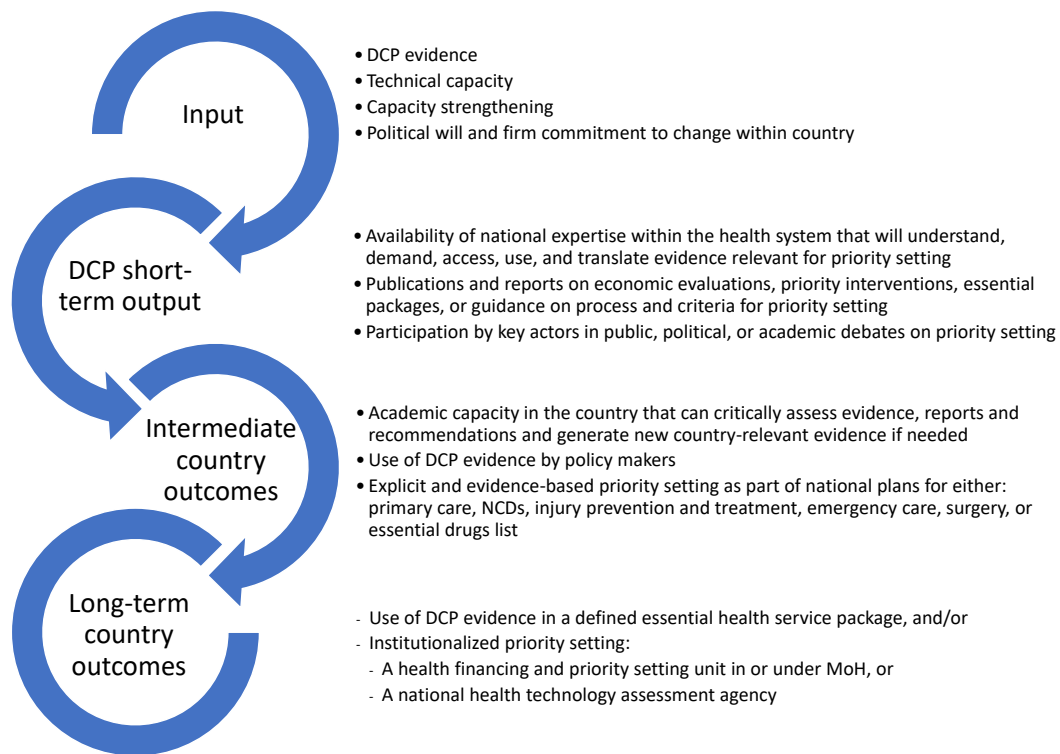 Input
• DCP evidence
• Technical capacity
• Capacity strengthening
• Political will and firm commitment to change within country
DCP short-
term output
• Availability of national expertise within the health system that will understand,
demand, access, use, and translate evidence relevant for priority setting
• Publications and reports on economic evaluations, priority interventions, essential
packages, or guidance on process and criteria for priority setting
• Participation by key actors in public, political, or academic debates on priority setting
Intermediate
country
outcomes
• Academic capacity in the country that can critically assess evidence, reports and
recommendations and generate new country-relevant evidence if needed
• Use of DCP evidence by policy makers
• Explicit and evidence-based priority setting as part of national plans for either:
primary care, NCDs, injury prevention and treatment, emergency care, surgery, or
essential drugs list
Long-term
country
outcomes
- Use of DCP evidence in a defined essential health service package, and/or
- Institutionalized priority setting:
- A health financing and priority setting unit in or under MoH, or
- A national health technology assessment agency